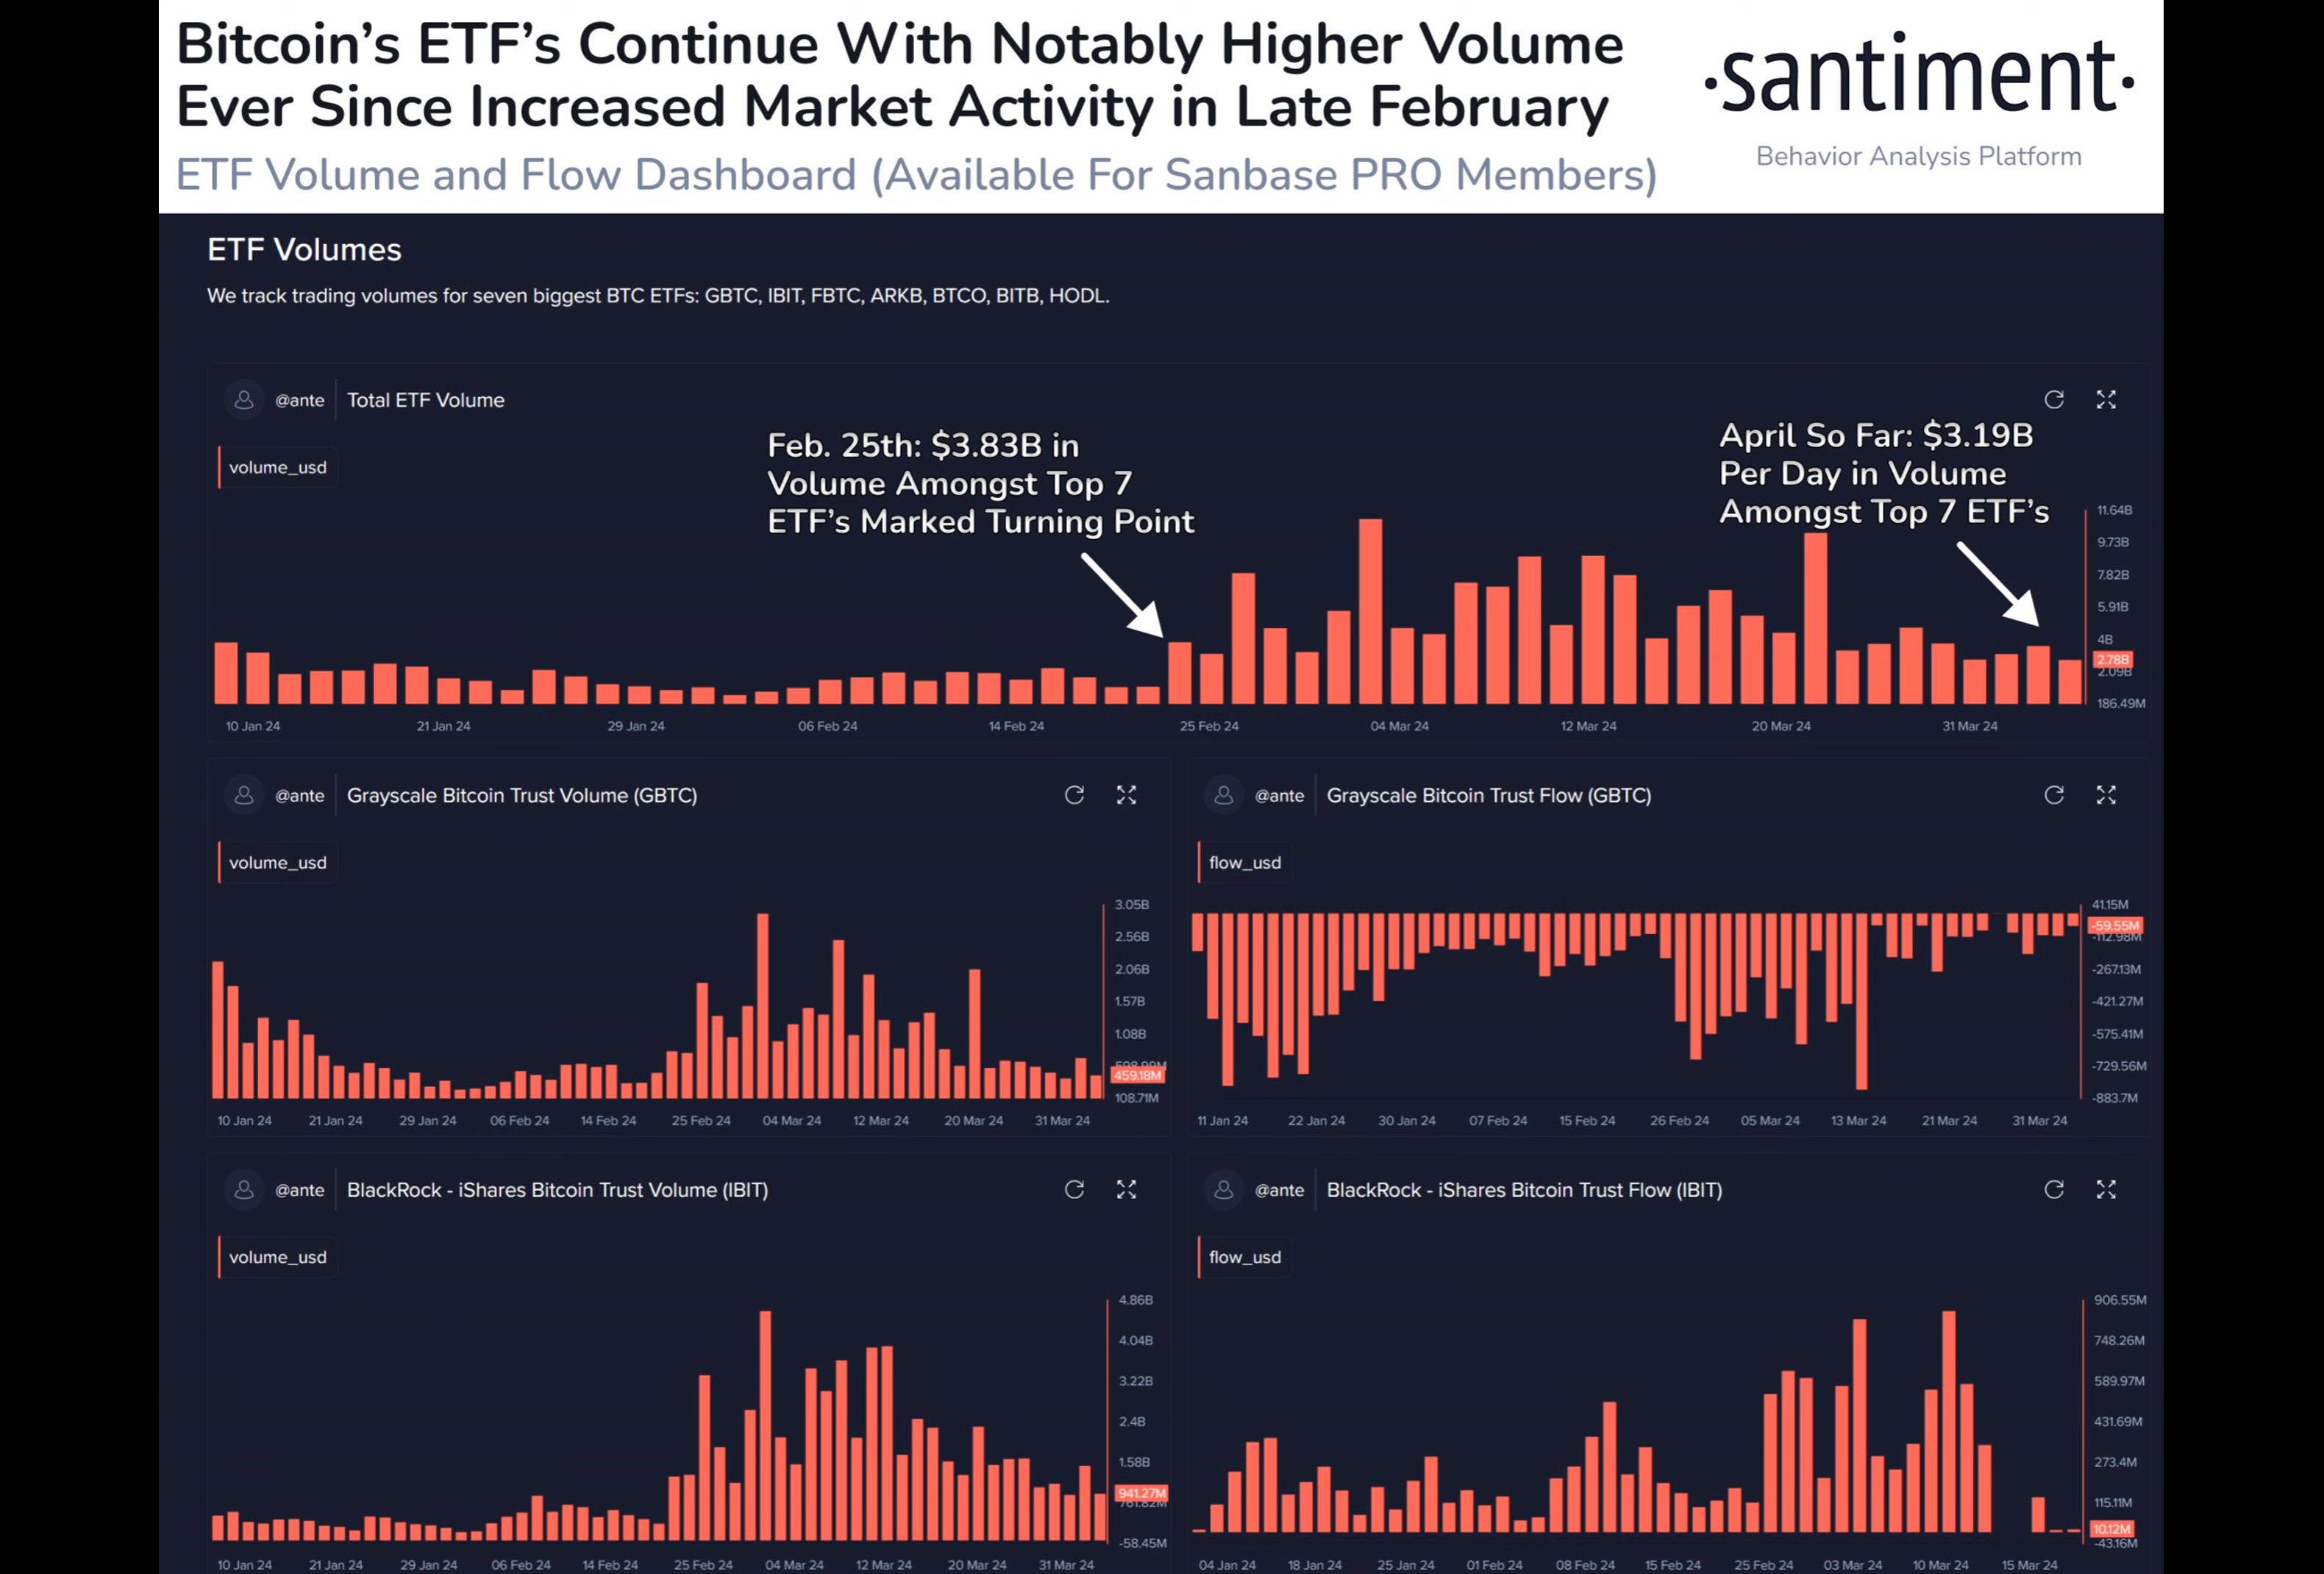 Bitcoin’s ETF’s Continue With Notably Higher Volume
Ever Since Increased Market Activity in Late February
ETF Volume and Flow Dashboard (Available For Sanbase PRO Members)
·santiment·
Behavior Analysis Platform
ETF Volumes
We track trading volumes for seven biggest BTC ETFs: GBTC, IBIT, FBTC, ARKB, BTCO, BITB, HODL.
@ante Total ETF Volume
volume_usd
Feb. 25th: $3.83B in
Volume Amongst Top 7
ETF’s Marked Turning Point
April So Far: $3.19B
Per Day in Volume
Amongst Top 7 ETF’s
11.64B
9.73B
7.82B
5.91B
4B
2.78B
2.09B
186.49M
10 Jan 24 21 Jan 24 29 Jan 24 06 Feb 24 14 Feb 24 25 Feb 24 04 Mar 24 12 Mar 24 20 Mar 24 31 Mar 24
@ante Grayscale Bitcoin Trust Volume (GBTC)
volume_usd
3.05B
2.56B
2.06B
1.57B
1.08B
459.18M
108.71M
10 Jan 24 21 Jan 24 29 Jan 24 06 Feb 24 14 Feb 24 25 Feb 24 04 Mar 24 12 Mar 24 20 Mar 24 31 Mar 24
@ante Grayscale Bitcoin Trust Flow (GBTC)
flow_usd
41.15M
-59.55M
-112.98M
-267.13M
-421.27M
-575.41M
-729.56M
-883.7M
11 Jan 24 22 Jan 24 30 Jan 24 07 Feb 24 15 Feb 24 26 Feb 24 05 Mar 24 13 Mar 24 21 Mar 24 31 Mar 24
@ante BlackRock - iShares Bitcoin Trust Volume (IBIT)
volume_usd
4.86B
4.04B
3.22B
2.4B
1.58B
941.27M
761.82M
-58.45M
10 Jan 24 21 Jan 24 29 Jan 24 06 Feb 24 14 Feb 24 25 Feb 24 04 Mar 24 12 Mar 24 20 Mar 24 31 Mar 24
@ante BlackRock - iShares Bitcoin Trust Flow (IBIT)
flow_usd
906.55M
748.26M
589.97M
431.69M
273.4M
115.11M
10.12M
-43.16M
04 Jan 24 18 Jan 24 25 Jan 24 01 Feb 24 08 Feb 24 15 Feb 24 25 Feb 24 03 Mar 24 10 Mar 24 15 Mar 24